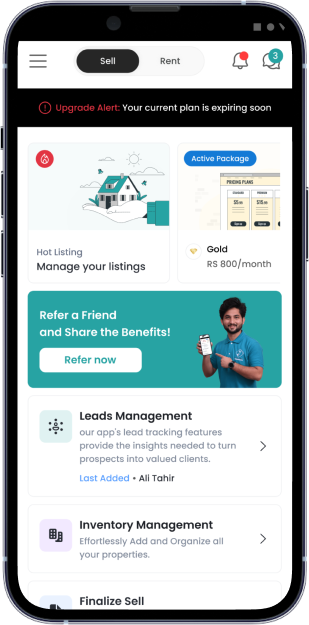 Sell
Rent
3
Upgrade Alert: Your current plan is expiring soon
Active Package
PRICING PLANS
Hot Listing
Manage your listings
Gold
RS 800/month
Refer a Friend
and Share the Benefits!
Refer now
Leads Management
our app's lead tracking features
provide the insights needed to turn
prospects into valued clients.
Last Added • Ali Tahir
Inventory Management
Effortlessly Add and Organize all
your properties.
Finalize Sell